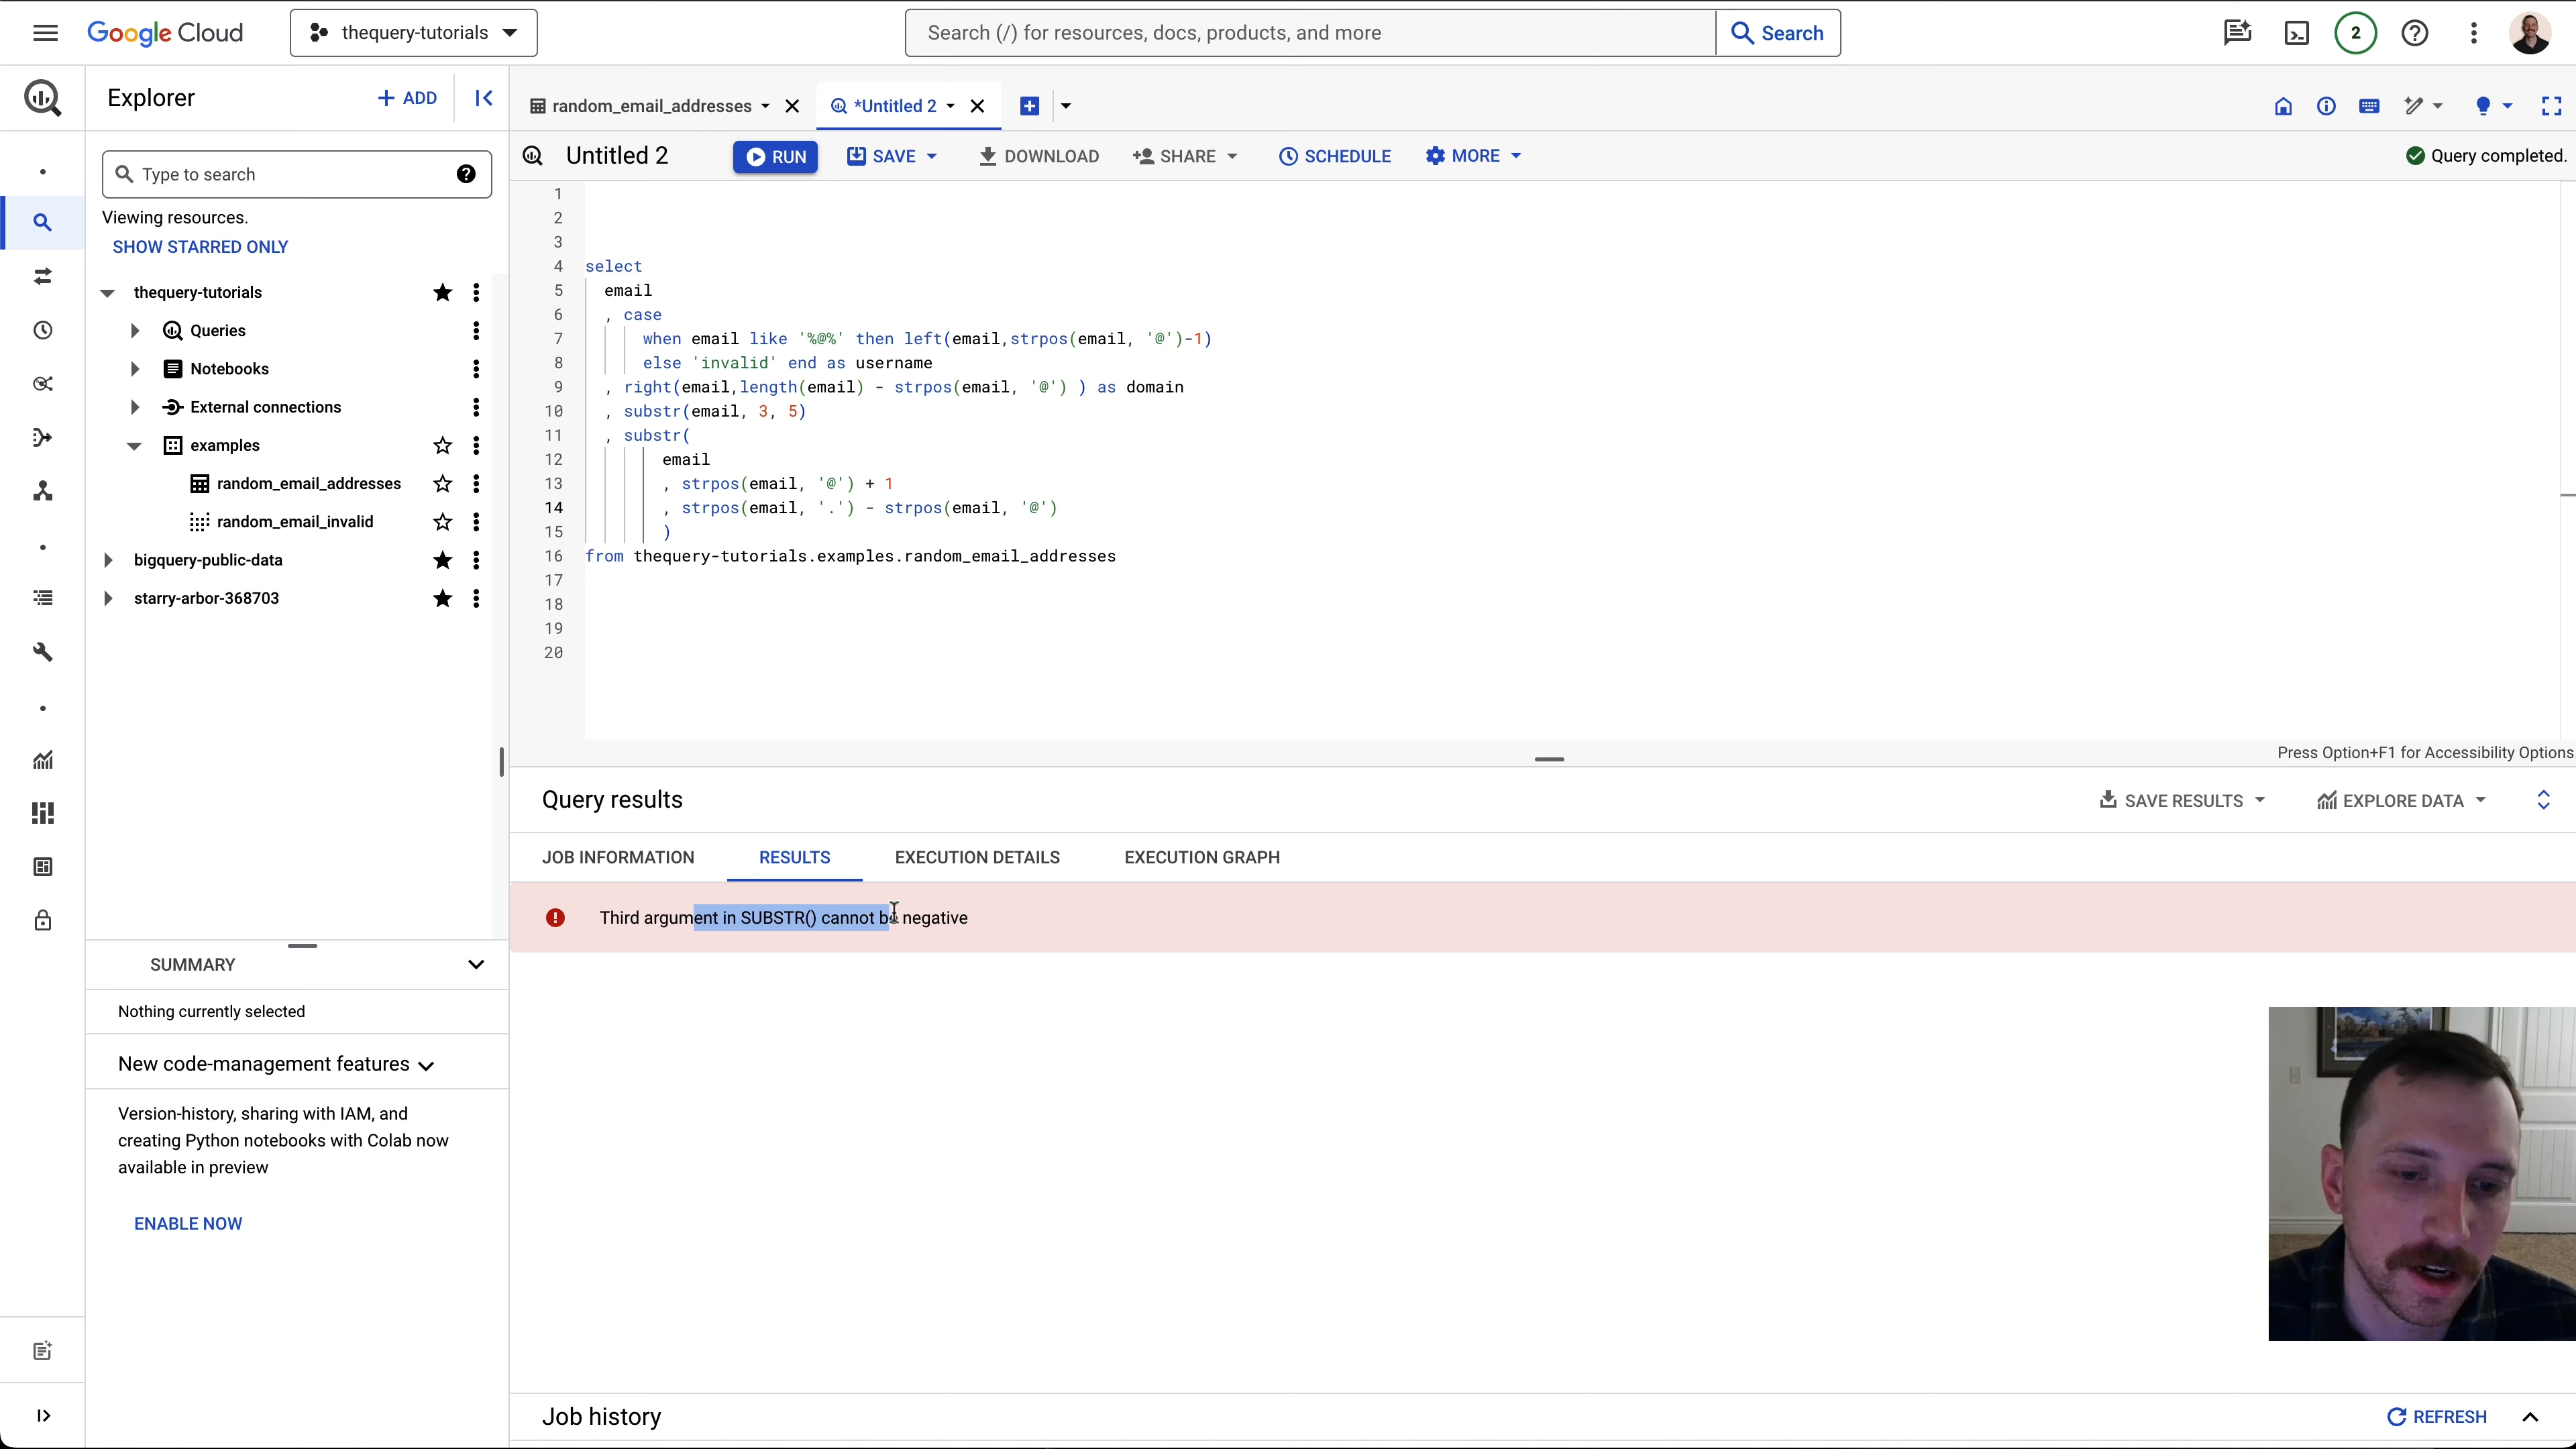 Google Cloud
thequery-tutorials
Search (/) for resources, docs, products, and more
Search
2
Explorer
+ ADD
random_email_addresses
*Untitled 2
Type to search
Untitled 2
RUN
SAVE
DOWNLOAD
SHARE
SCHEDULE
MORE
Query completed.
Viewing resources.
SHOW STARRED ONLY
thequery-tutorials
Queries
Notebooks
External connections
examples
random_email_addresses
random_email_invalid
bigquery-public-data
starry-arbor-368703
1
2
3
4 select
5 email
6 , case
7 when email like '%@%' then left(email,strpos(email, '@')-1)
8 else 'invalid' end as username
9 , right(email,length(email) - strpos(email, '@') ) as domain
10 , substr(email, 3, 5)
11 , substr(
12 email
13 , strpos(email, '@') + 1
14 , strpos(email, '.') - strpos(email, '@')
15 )
16 from thequery-tutorials.examples.random_email_addresses
17
18
19
20
Press Option+F1 for Accessibility Options
Query results
SAVE RESULTS
EXPLORE DATA
JOB INFORMATION
RESULTS
EXECUTION DETAILS
EXECUTION GRAPH
Third argument in SUBSTR() cannot be negative
SUMMARY
Nothing currently selected
New code-management features
Version-history, sharing with IAM, and
creating Python notebooks with Colab now
available in preview
ENABLE NOW
Job history
REFRESH